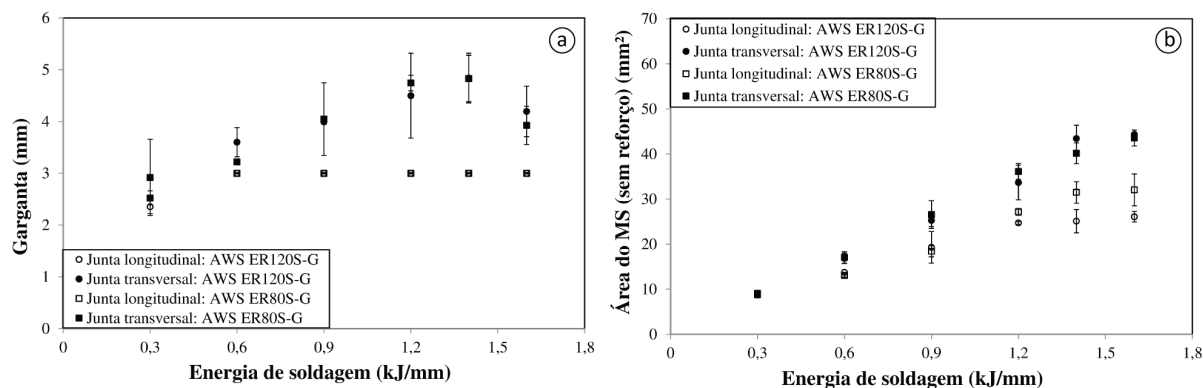 6
5
4
3
2
1
0
Garganta (mm)
a
Junta longitudinal: AWS ER120S-G
Junta transversal: AWS ER120S-G
Junta longitudinal: AWS ER80S-G
Junta transversal: AWS ER80S-G
0 0,3 0,6 0,9 1,2 1,5 1,8
Energia de soldagem (kJ/mm)
70
60
50
40
30
20
10
0
Área do MS (sem reforço) (mm²)
b
Junta longitudinal: AWS ER120S-G
Junta transversal: AWS ER120S-G
Junta longitudinal: AWS ER80S-G
Junta transversal: AWS ER80S-G
0 0,3 0,6 0,9 1,2 1,5 1,8
Energia de soldagem (kJ/mm)